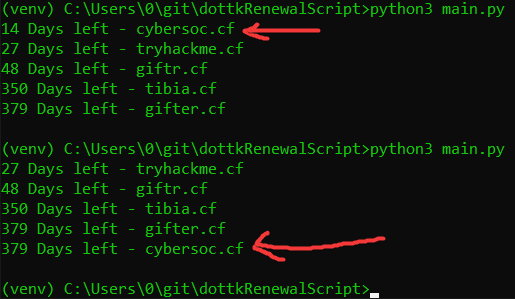 (venv) C:\Users\0\git\dottkRenewalScript>python3 main.py
14 Days left - cybersoc.cf
27 Days left - tryhackme.cf
48 Days left - giftr.cf
350 Days left - tibia.cf
379 Days left - gifter.cf
(venv) C:\Users\0\git\dottkRenewalScript>python3 main.py
27 Days left - tryhackme.cf
48 Days left - giftr.cf
350 Days left - tibia.cf
379 Days left - gifter.cf
379 Days left - cybersoc.cf
(venv) C:\Users\0\git\dottkRenewalScript>